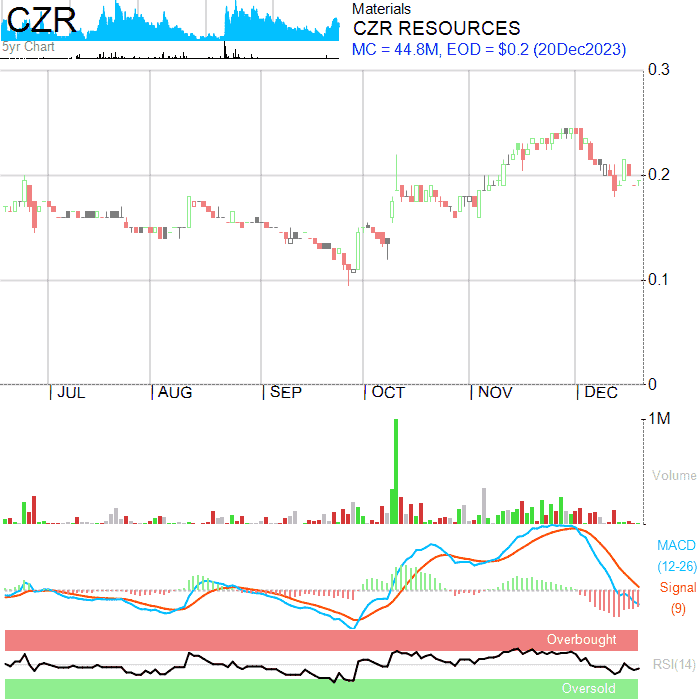 CZR
5yr Chart
Materials
CZR RESOURCES
MC = 44.8M, EOD = $0.2 (20Dec2023)
0.3
0.2
0.1
0
JUL AUG SEP OCT NOV DEC
1M
Volume
MACD
(12-26)
Signal
(9)
Overbought
RSI(14)
Oversold